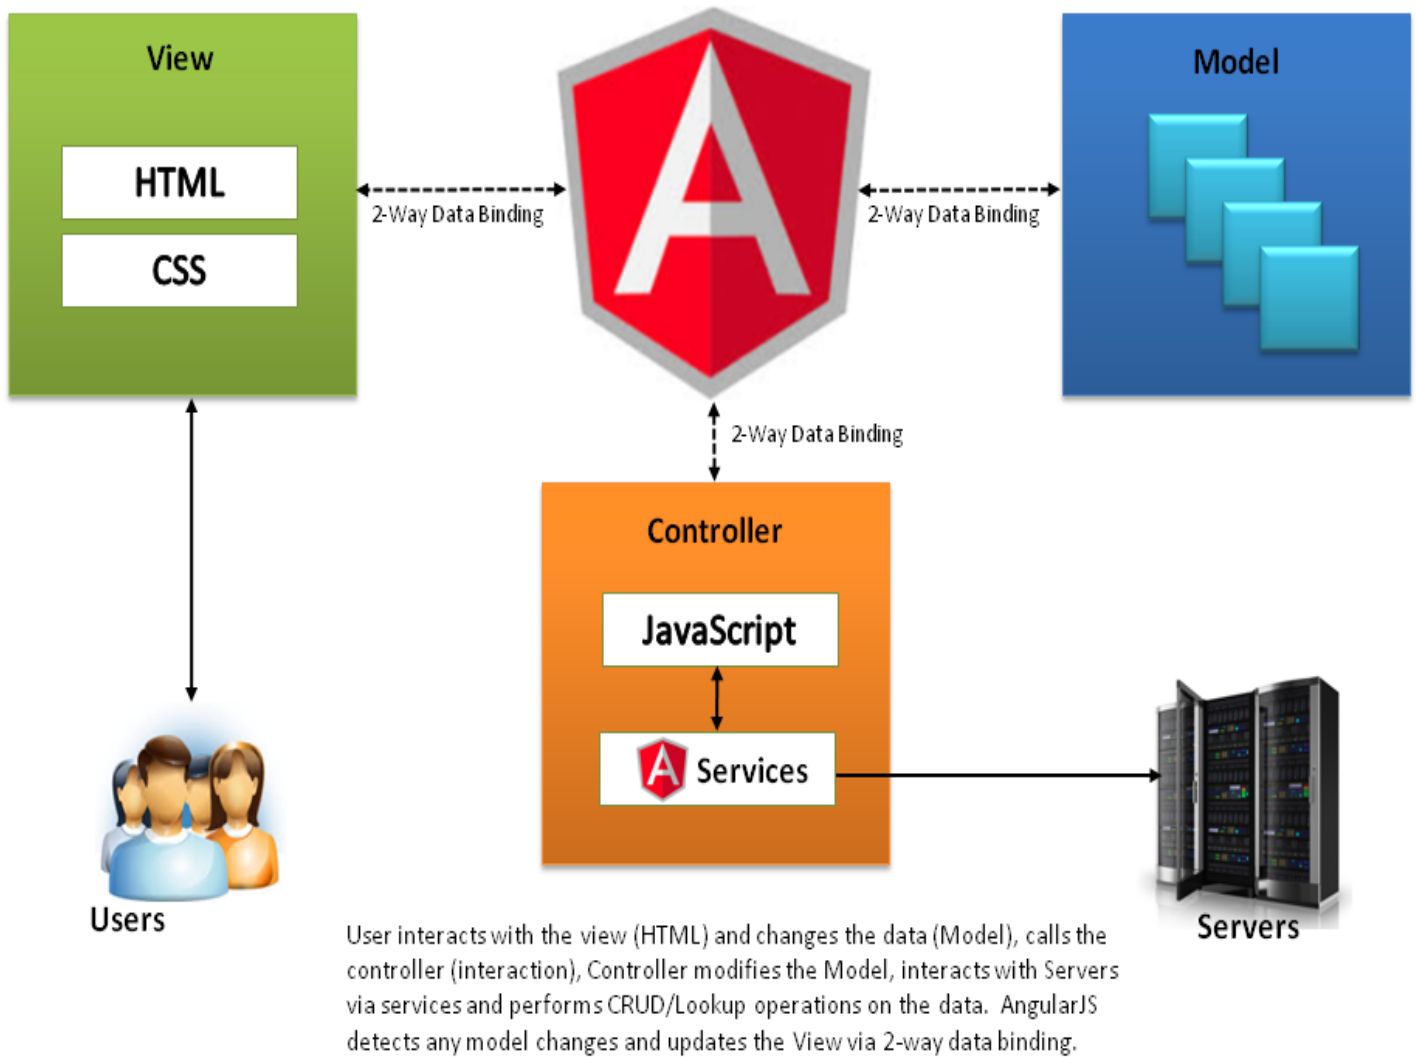 View
HTML
CSS
2-Way Data Binding
A
2-Way Data Binding
Model
2-Way Data Binding
Controller
JavaScript
A Services
Users
Servers
User interacts with the view (HTML) and changes the data (Model), calls the
controller (interaction), Controller modifies the Model, interacts with Servers
via services and performs CRUD/Lookup operations on the data.  AngularJS
detects any model changes and updates the View via 2-way data binding.